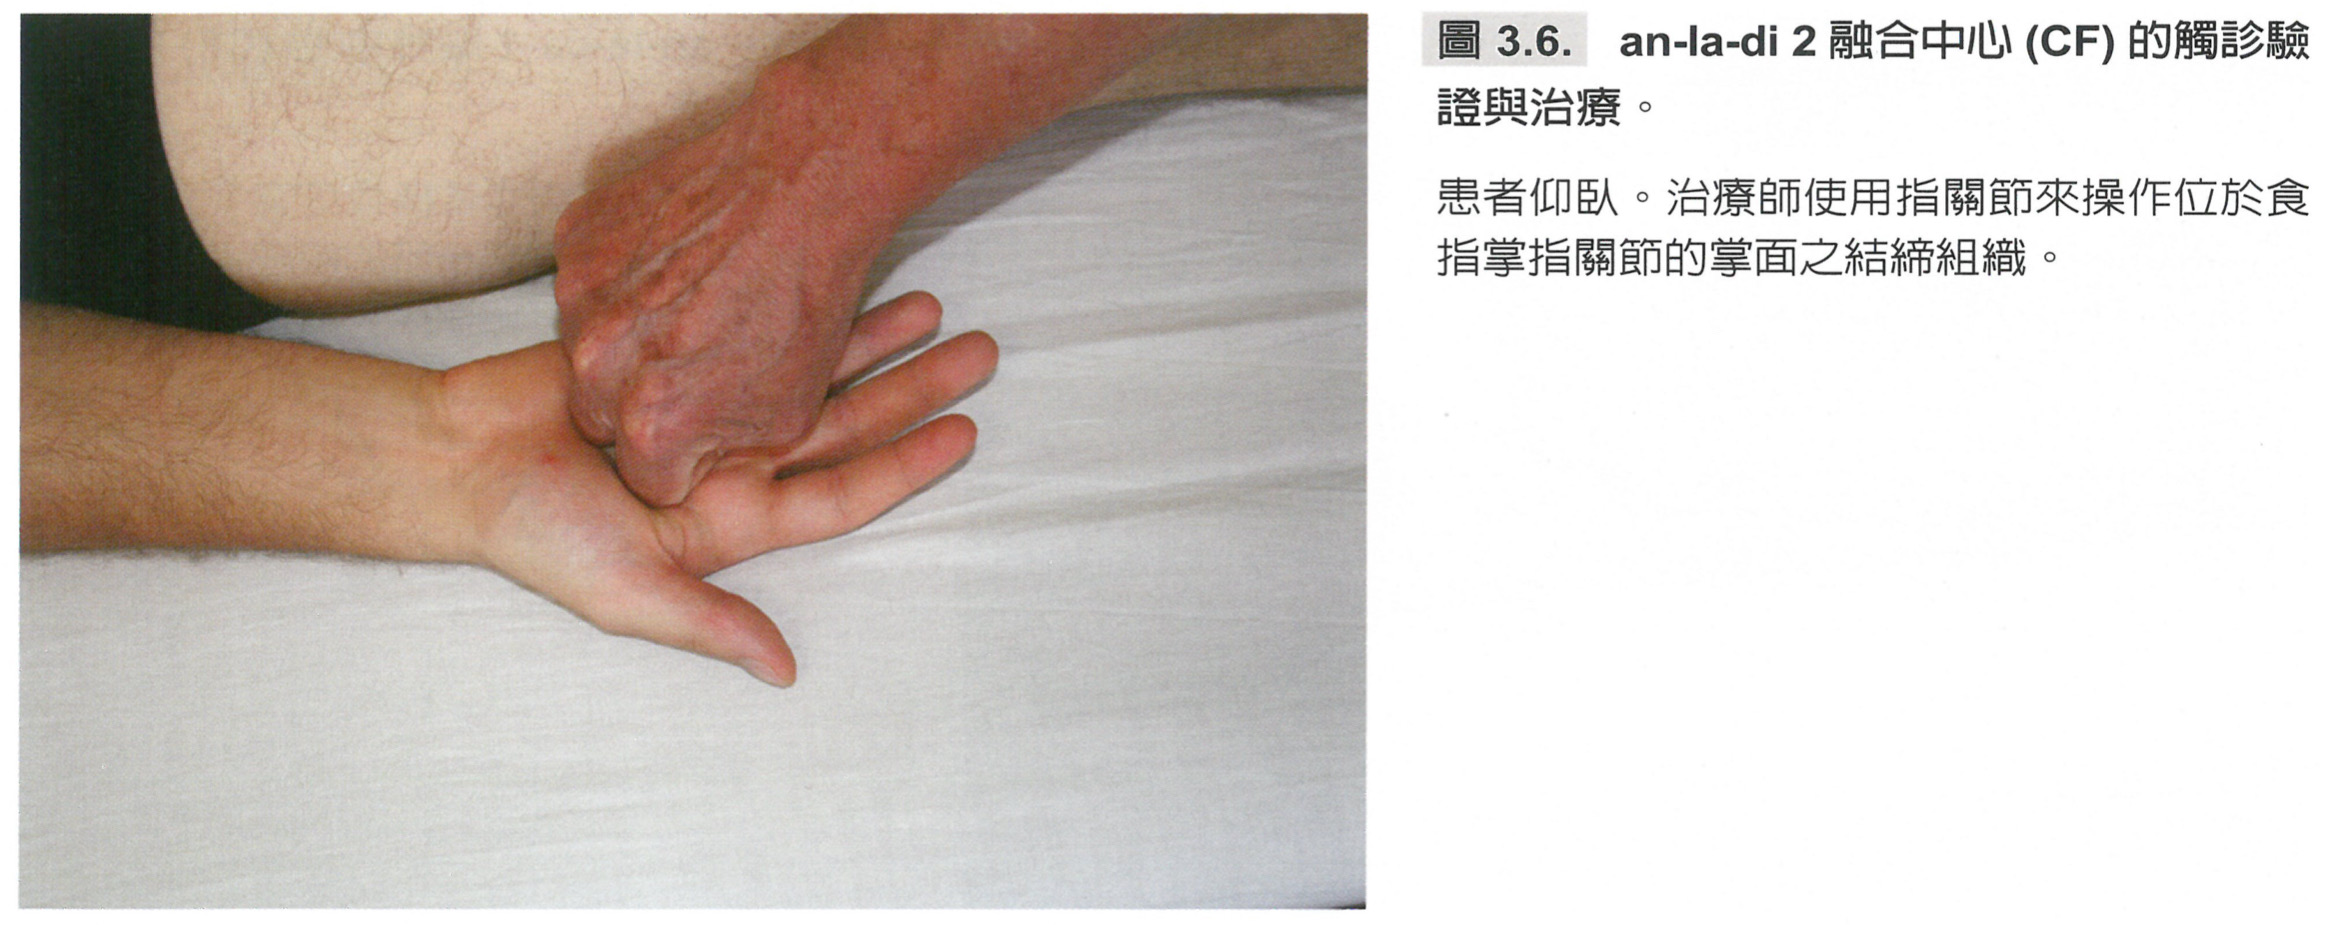 圖 3.6. an-la-di 2 融合中心 (CF) 的觸診驗
證與治療。
患者仰臥。治療師使用指關節來操作位於食
指掌指關節的掌面之結締組織。